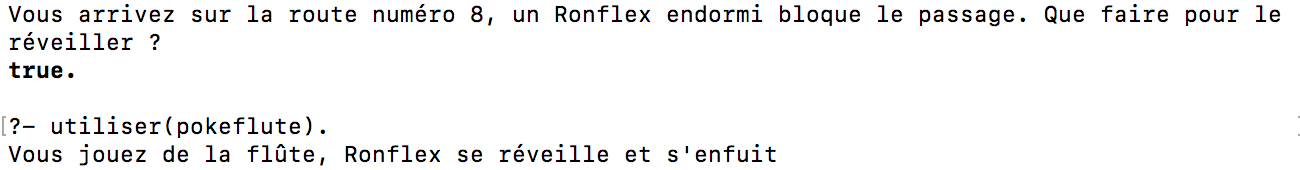 Vous arrivez sur la route numéro 8, un Ronflex endormi bloque le passage. Que faire pour le
réveiller ?
true.
[?- utiliser(pokeflute).
Vous jouez de la flûte, Ronflex se réveille et s'enfuit